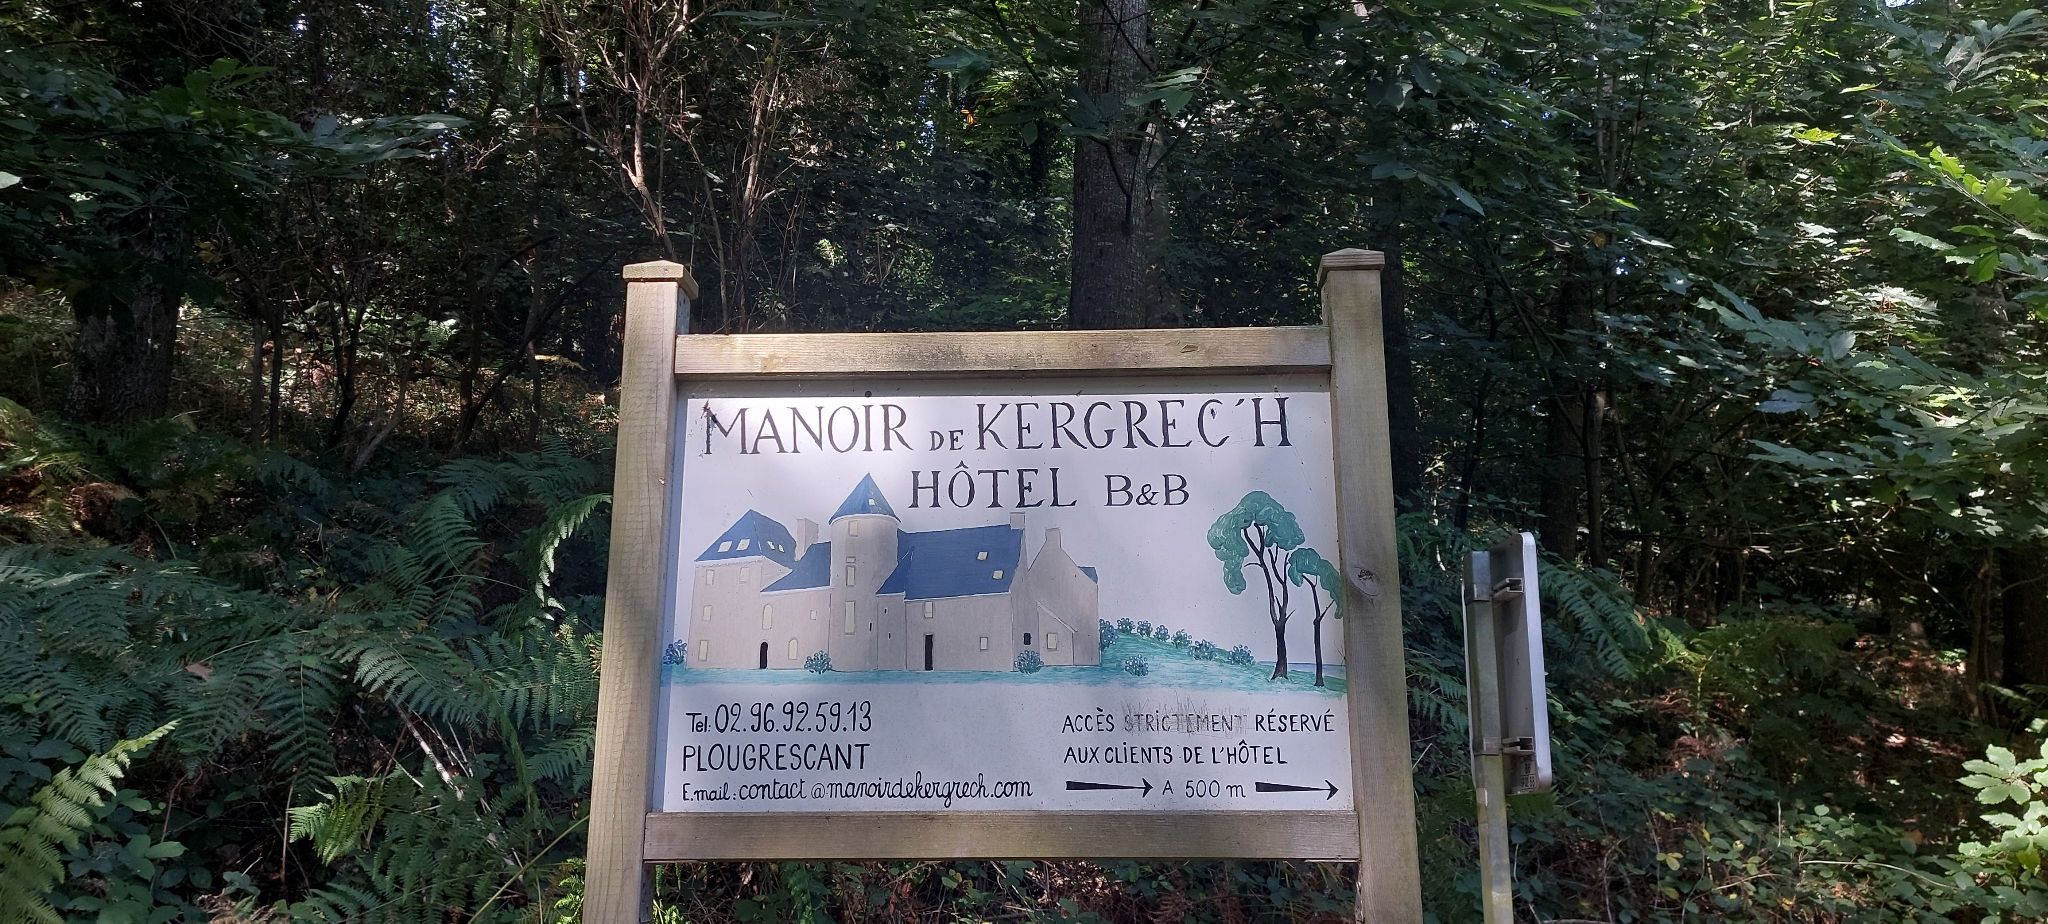 MANOIR DE KERGREC'H
HÔTEL B&B
Tel: 02.96.92.59.13
PLOUGRESCANT
E.mail: contact@manoirdekergrech.com
ACCÈS STRICTEMENT RÉSERVÉ
AUX CLIENTS DE L'HÔTEL
A 500 m